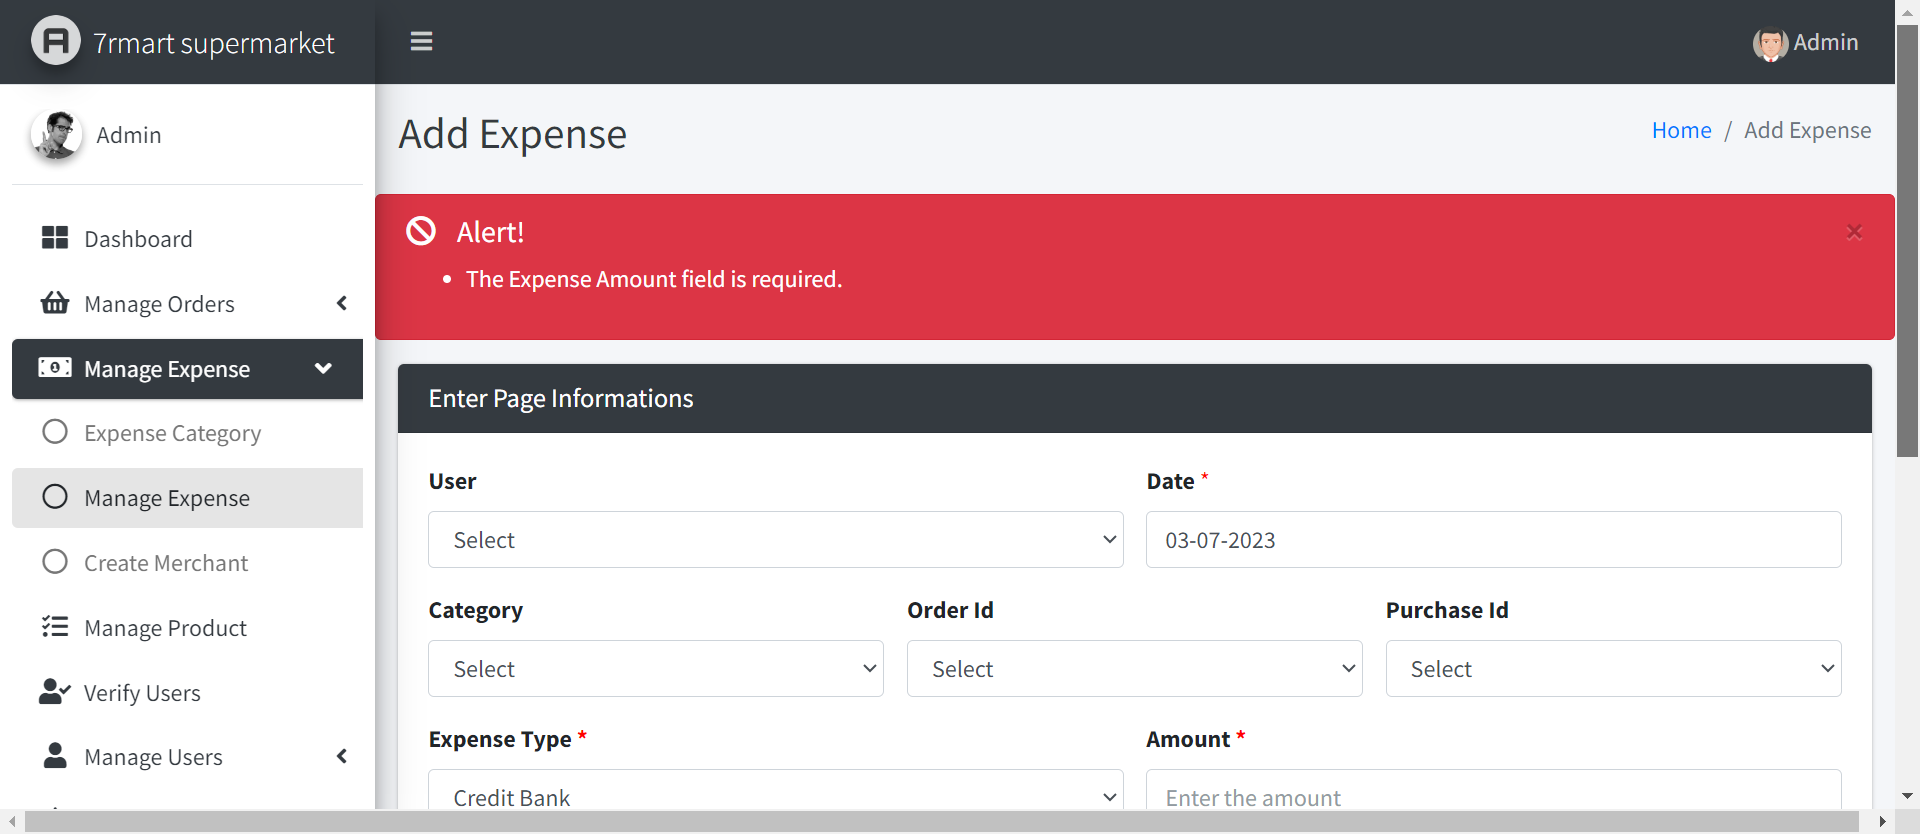 7rmart supermarket
Admin
Admin
Add Expense
Home / Add Expense
Alert!
×
The Expense Amount field is required.
Dashboard
Manage Orders
Manage Expense
Expense Category
Manage Expense
Create Merchant
Manage Product
Verify Users
Manage Users
Enter Page Informations
User
Date *
Select
03-07-2023
Category
Order Id
Purchase Id
Select
Select
Select
Expense Type *
Amount *
Credit Bank
Enter the amount